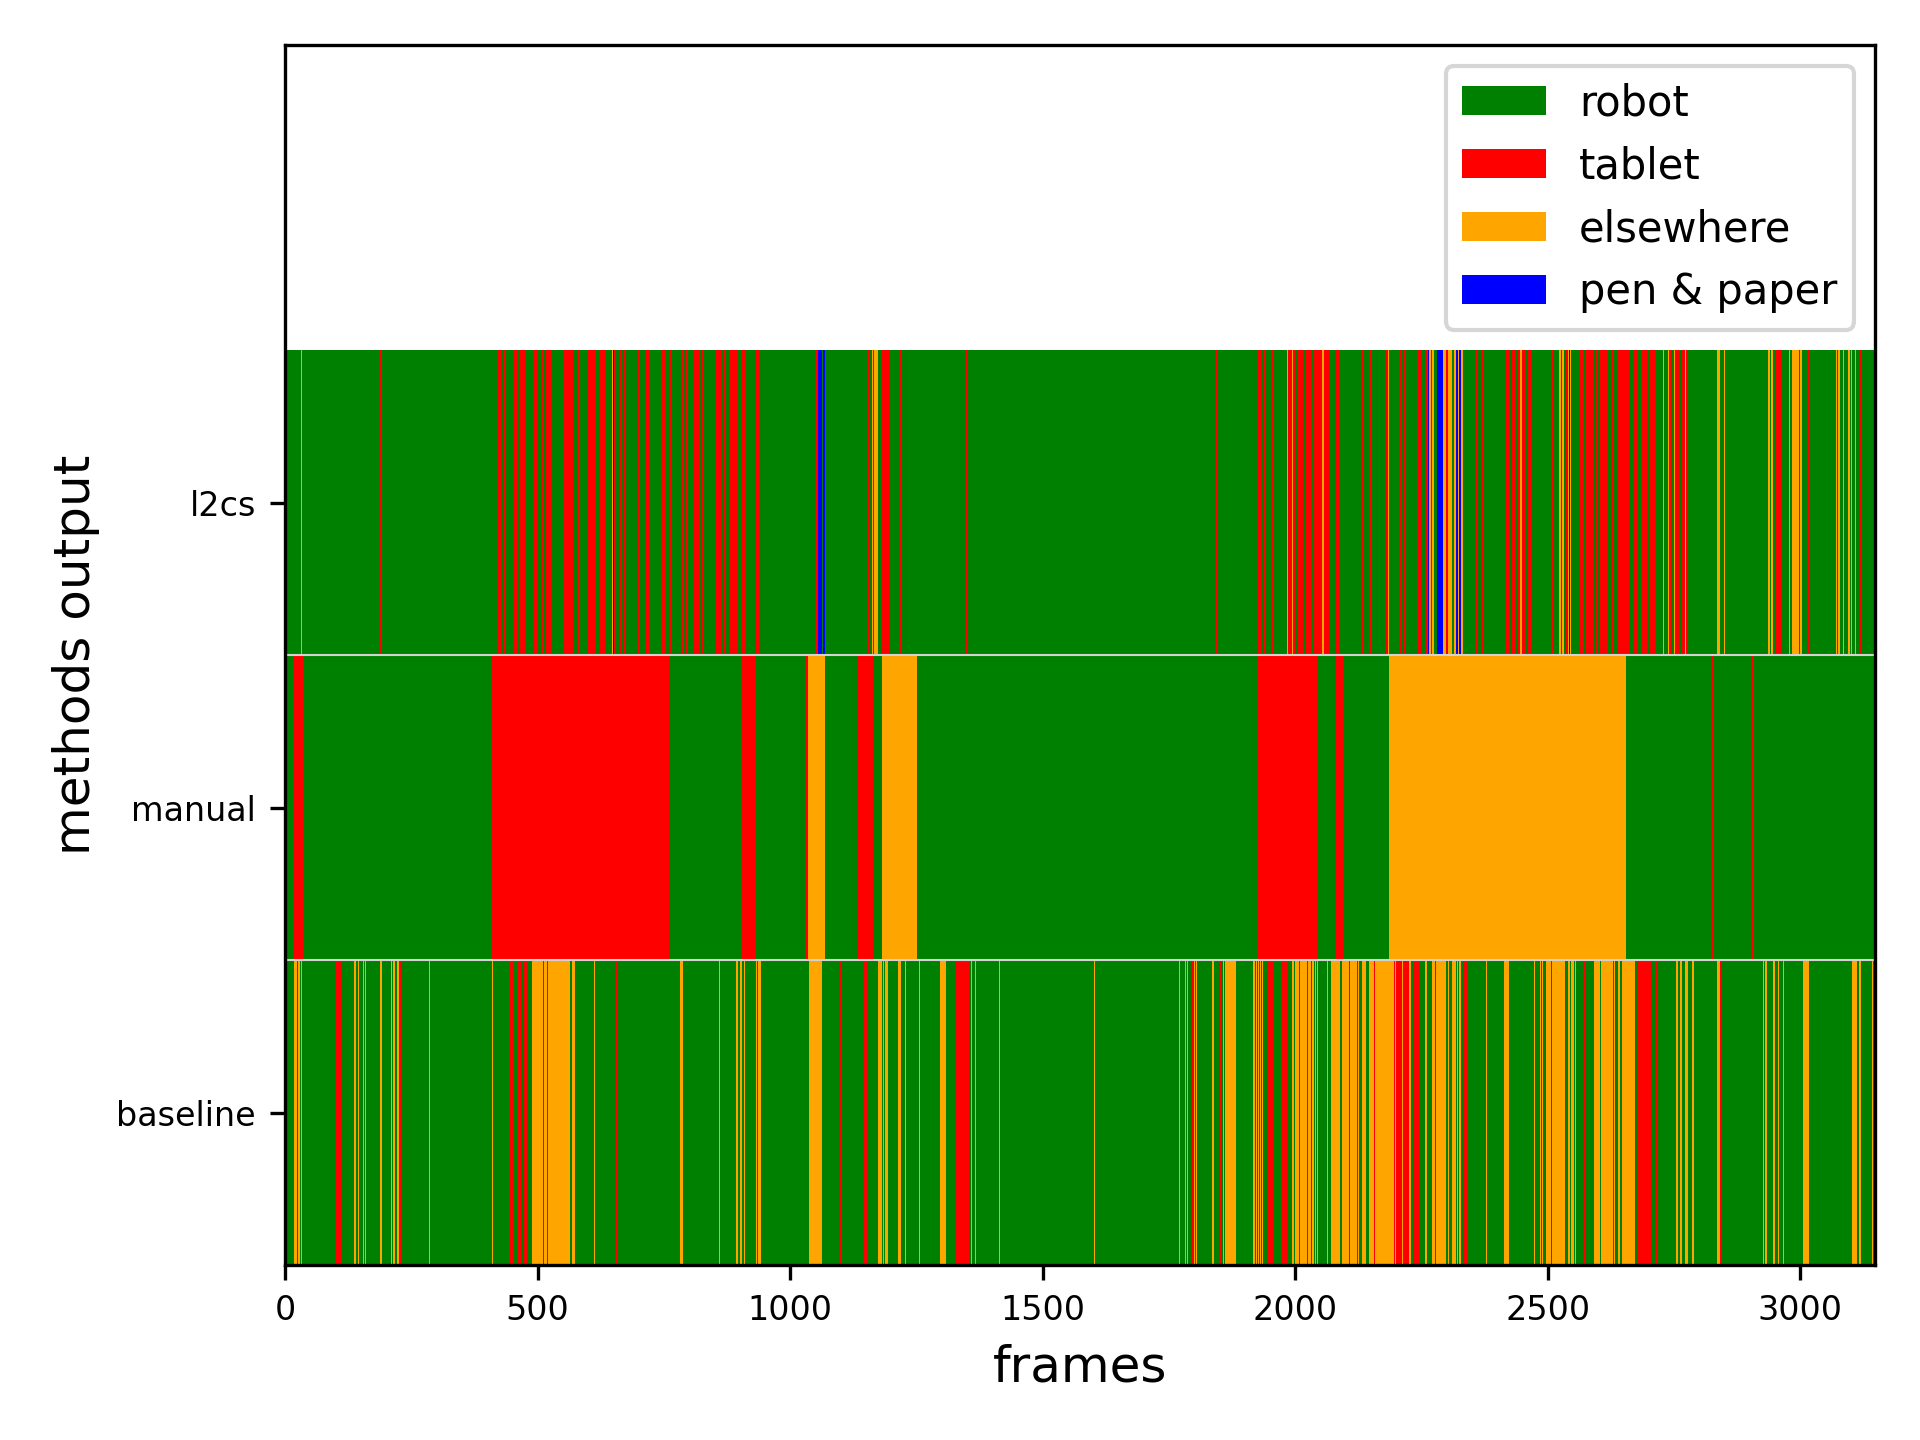 robot
tablet
elsewhere
pen & paper
methods output
l2cs
manual
baseline
0 500 1000 1500 2000 2500 3000
frames